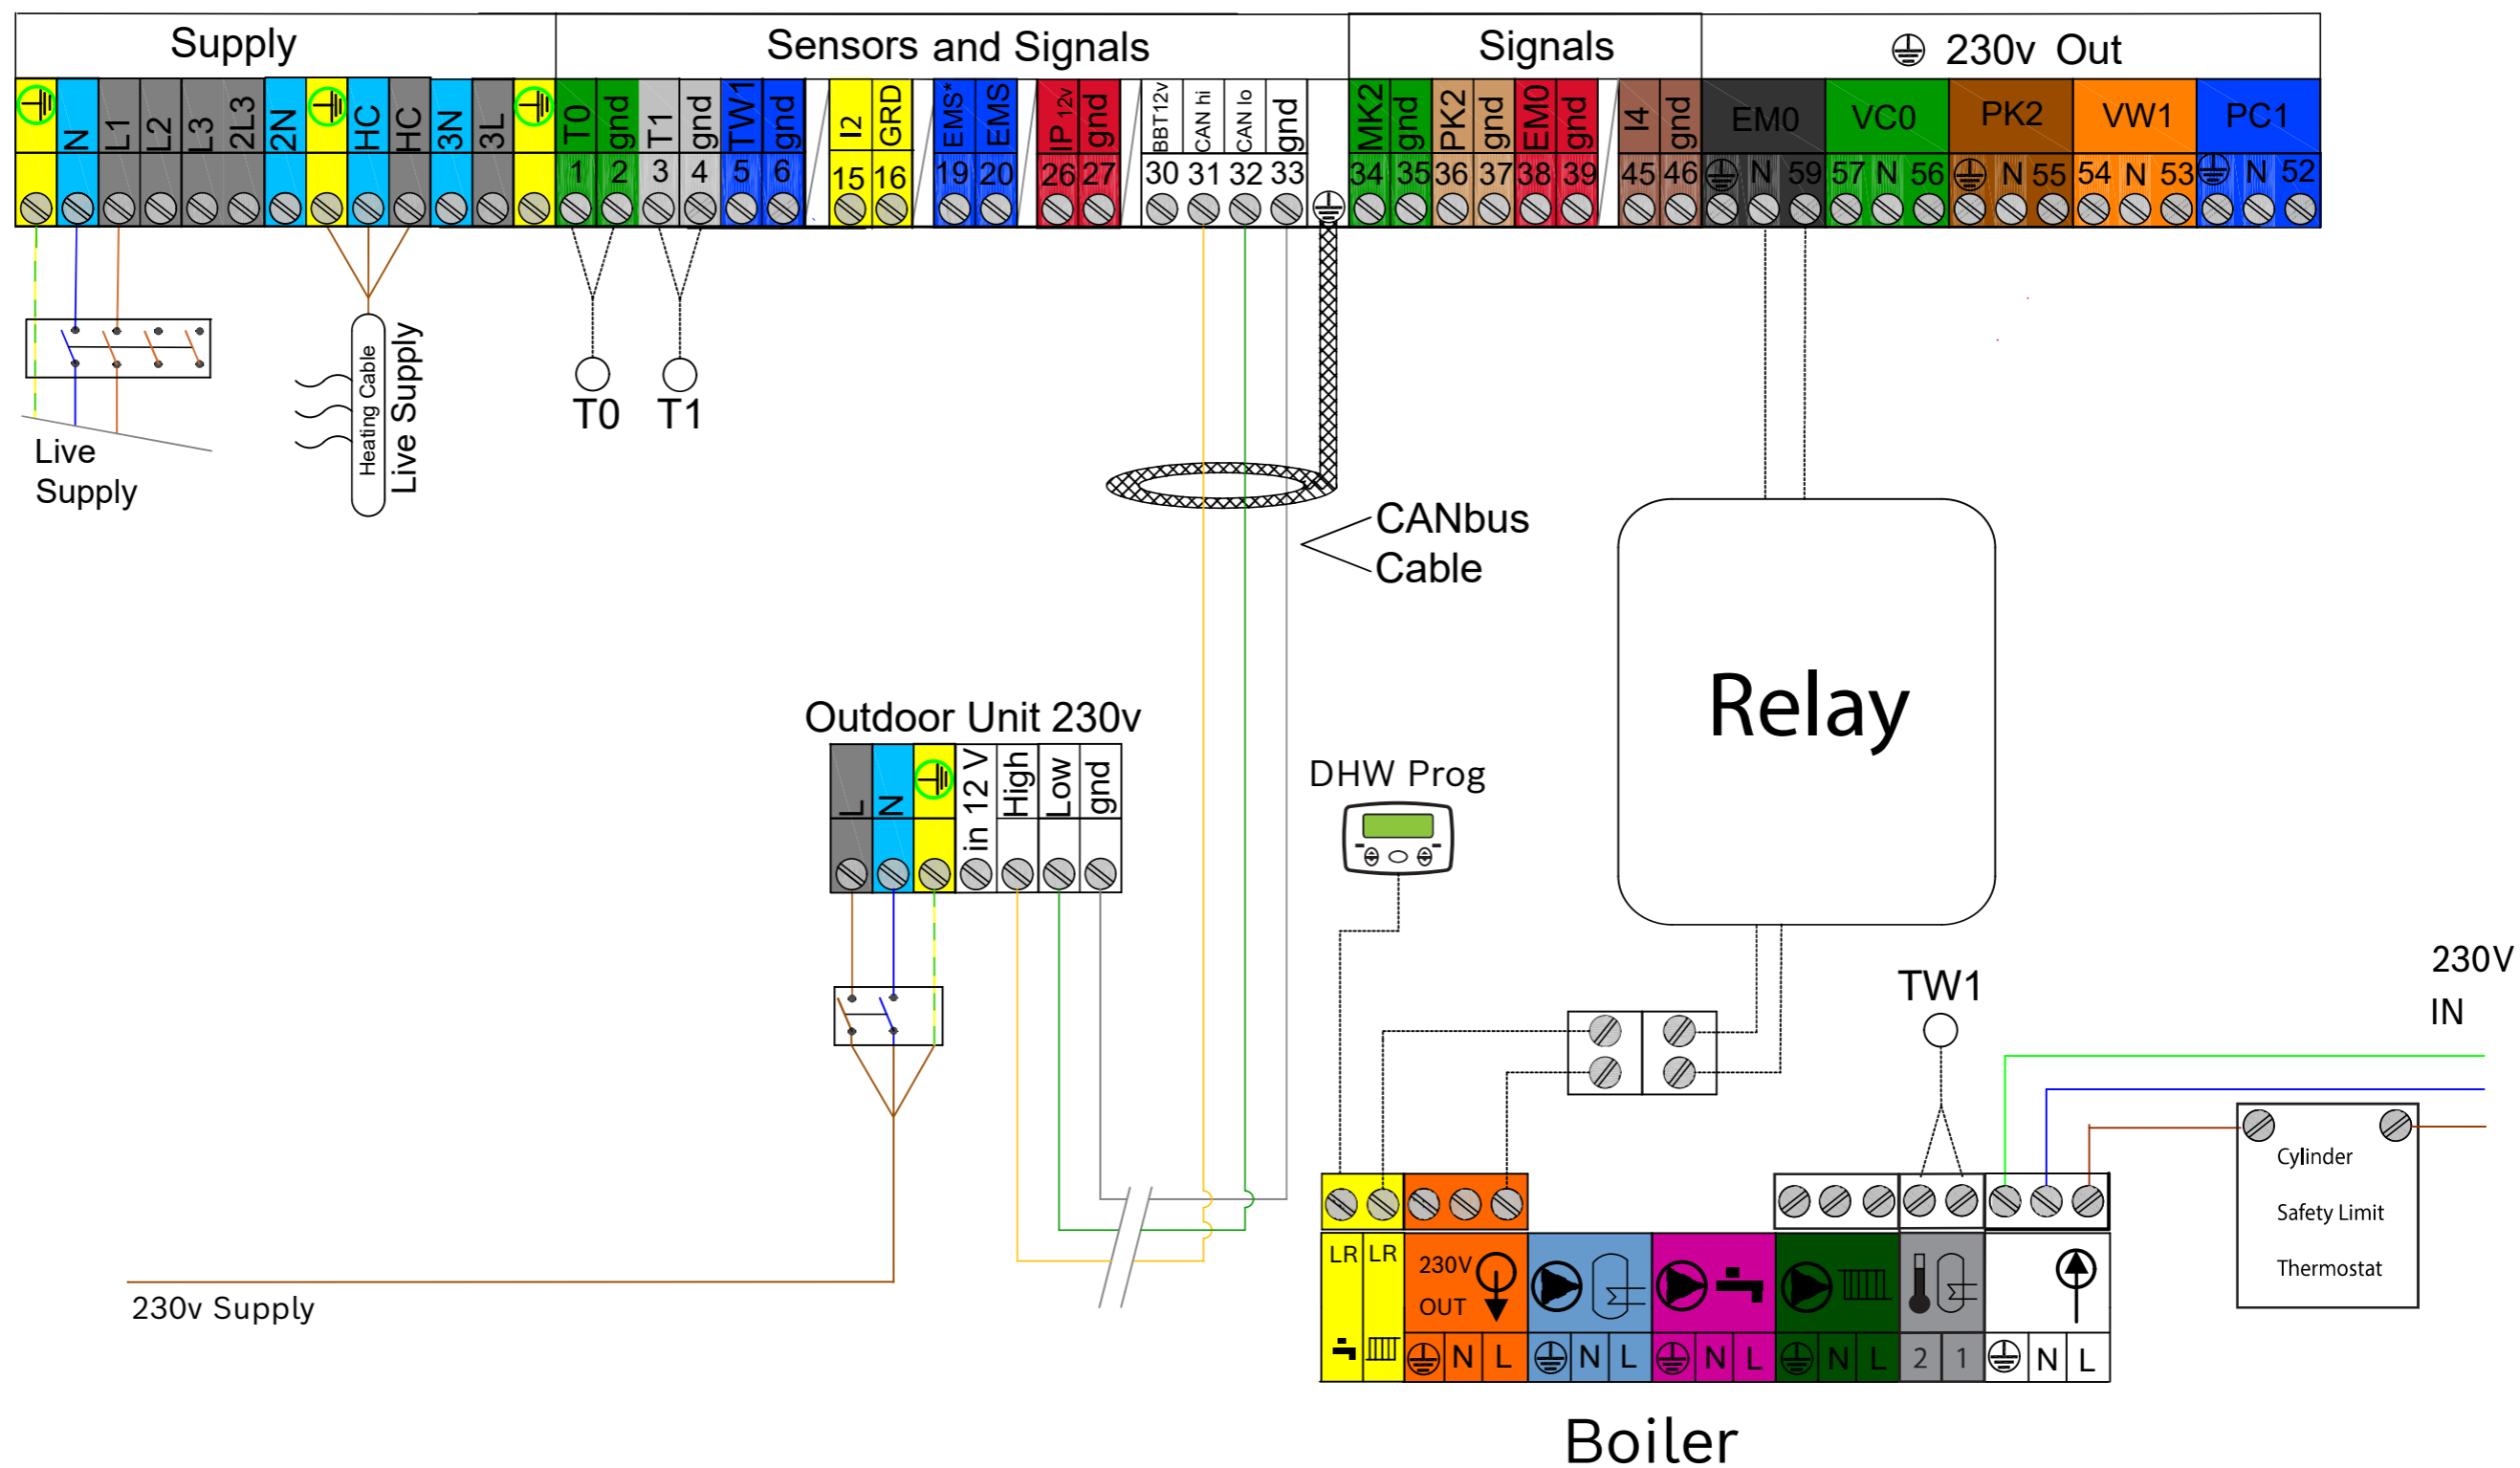 Supply
Sensors and Signals
Signals
230v Out
N L1 L2 L3 2L3 2N HC HC 3N 3L
T0 gnd T1 gnd TW1 gnd I2 GRD EMS* EMS IP 12v gnd BBT12v CAN hi CAN lo gnd
MK2 gnd PK2 gnd EM0 gnd I4 gnd
EM0 VC0 PK2 VW1 PC1
1 2 3 4 5 6 15 16 19 20 26 27 30 31 32 33
34 35 36 37 38 39 45 46
N 59 57 N 56 N 55 54 N 53 N 52
Live
Supply
Heating Cable
Live Supply
T0
T1
CANbus
Cable
Relay
Outdoor Unit 230v
L N in 12 V High Low gnd
DHW Prog
TW1
230V
IN
Cylinder
Safety Limit
Thermostat
230v Supply
LR LR
230V
OUT
N L N L N L N L 2 1 N L
Boiler